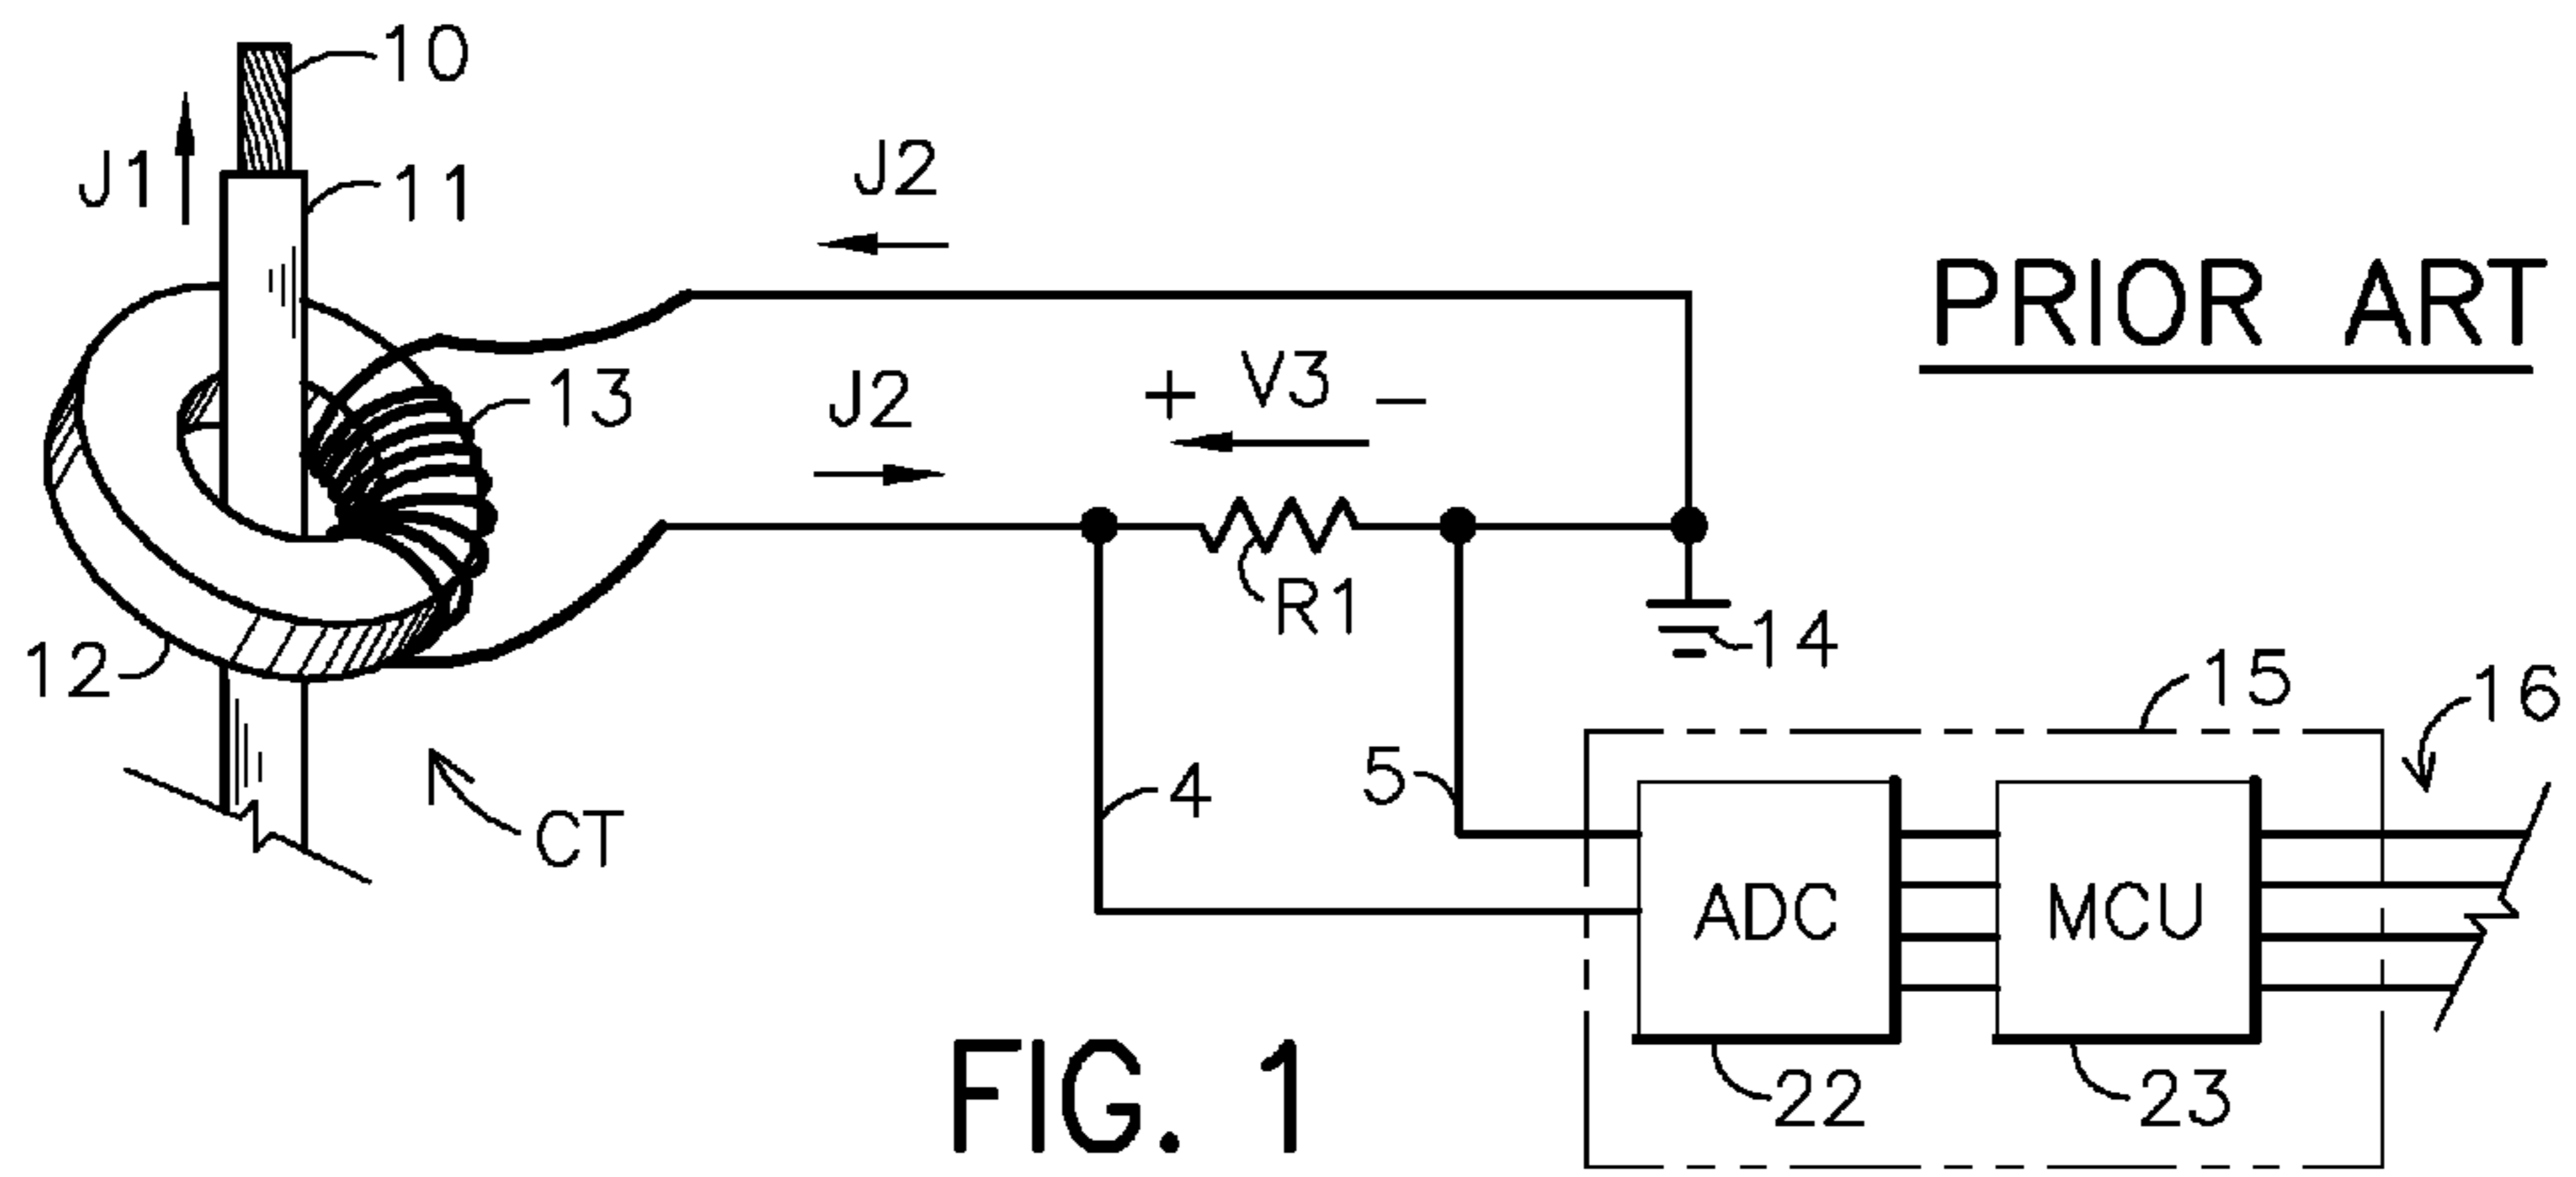 10
J1
11
J2
PRIOR ART
13
J2
+ V3 −
R1
14
12
15
16
4
5
CT
ADC
MCU
22
23
FIG. 1